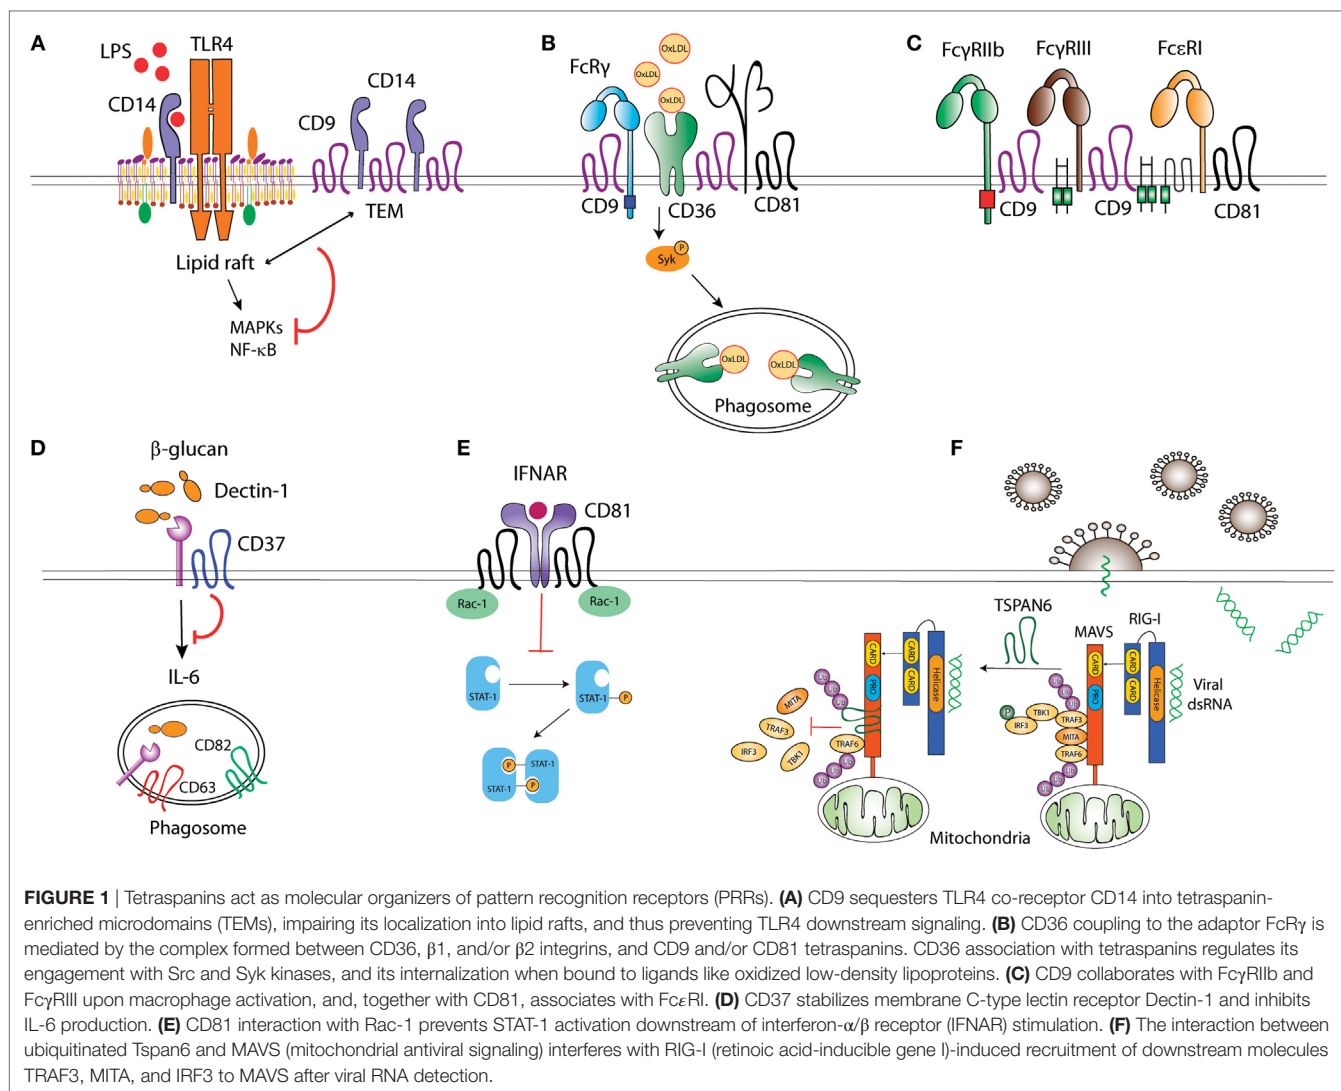 A
LPS
TLR4
CD14
CD14
CD9
TEM
Lipid raft
MAPKs
NF-κB
B
FcRγ
OxLDL
OxLDL
OxLDL
α β
CD9
CD36
CD81
Syk
P
OxLDL
OxLDL
Phagosome
C
FcγRIIb
FcγRIII
FcεRI
CD9
CD9
CD81
D
β-glucan
Dectin-1
CD37
IL-6
CD82
CD63
Phagosome
E
IFNAR
CD81
Rac-1
Rac-1
STAT-1
STAT-1
P
P
STAT-1
STAT-1
P
F
TSPAN6
MAVS
RIG-I
CARD
PRO
CARD
CARD
Helicase
Ub
Ub
Ub
MITA
TRAF3
IRF3
TBK1
TRAF6
Ub
Ub
Ub
CARD
PRO
CARD
CARD
Helicase
Viral
dsRNA
Ub
Ub
Ub
P
IRF3
TBK1
TRAF3
MITA
TRAF6
Ub
Ub
Ub
Mitochondria
FIGURE 1 | Tetraspanins act as molecular organizers of pattern recognition receptors (PRRs). (A) CD9 sequesters TLR4 co-receptor CD14 into tetraspanin-
enriched microdomains (TEMs), impairing its localization into lipid rafts, and thus preventing TLR4 downstream signaling. (B) CD36 coupling to the adaptor FcRγ is
mediated by the complex formed between CD36, β1, and/or β2 integrins, and CD9 and/or CD81 tetraspanins. CD36 association with tetraspanins regulates its
engagement with Src and Syk kinases, and its internalization when bound to ligands like oxidized low-density lipoproteins. (C) CD9 collaborates with FcγRIIb and
FcγRIII upon macrophage activation, and, together with CD81, associates with FcεRI. (D) CD37 stabilizes membrane C-type lectin receptor Dectin-1 and inhibits
IL-6 production. (E) CD81 interaction with Rac-1 prevents STAT-1 activation downstream of interferon-α/β receptor (IFNAR) stimulation. (F) The interaction between
ubiquitinated Tspan6 and MAVS (mitochondrial antiviral signaling) interferes with RIG-I (retinoic acid-inducible gene I)-induced recruitment of downstream molecules
TRAF3, MITA, and IRF3 to MAVS after viral RNA detection.